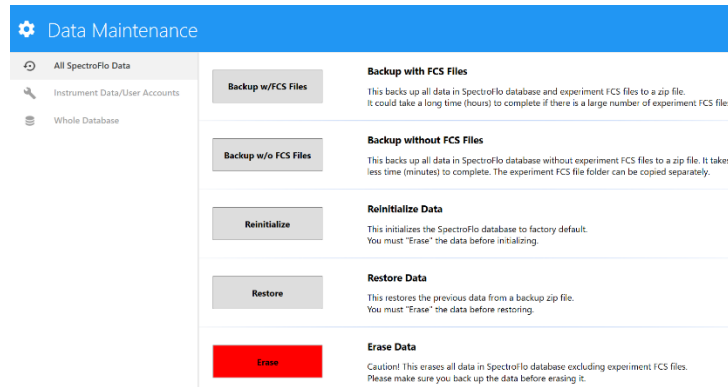 Data Maintenance
All SpectroFlo Data
Instrument Data/User Accounts
Whole Database
Backup w/FCS Files
Backup with FCS Files
This backs up all data in SpectroFlo database and experiment FCS files to a zip file.
It could take a long time (hours) to complete if there is a large number of experiment FCS files
Backup w/o FCS Files
Backup without FCS Files
This backs up all data in SpectroFlo database without experiment FCS files to a zip file. It takes
less time (minutes) to complete. The experiment FCS file folder can be copied separately.
Reinitialize
Reinitialize Data
This initializes the SpectroFlo database to factory default.
You must "Erase" the data before initializing.
Restore
Restore Data
This restores the previous data from a backup zip file.
You must "Erase" the data before restoring.
Erase
Erase Data
Caution! This erases all data in SpectroFlo database excluding experiment FCS files.
Please make sure you back up the data before erasing it.